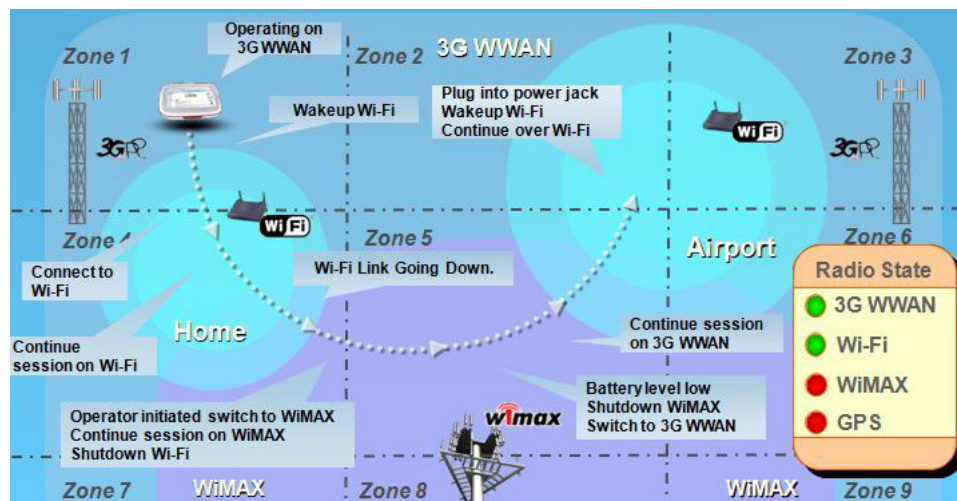 Operating on
3G WWAN
Zone 1
Zone 2
3G WWAN
Zone 3
Wakeup Wi-Fi
Plug into power jack
Wakeup Wi-Fi
Continue over Wi-Fi
3GPP
Wi Fi
3GPP
Wi Fi
Zone 4
Zone 5
Airport
Zone 6
Connect to
Wi-Fi
Wi-Fi Link Going Down.
Radio State
3G WWAN
Wi-Fi
WiMAX
GPS
Home
Continue
session on Wi-Fi
Continue session
on 3G WWAN
Operator initiated switch to WiMAX
Continue session on WiMAX
Shutdown Wi-Fi
Battery level low
Shutdown WiMAX
Switch to 3G WWAN
wimax
Zone 7
WiMAX
Zone 8
WiMAX
Zone 9